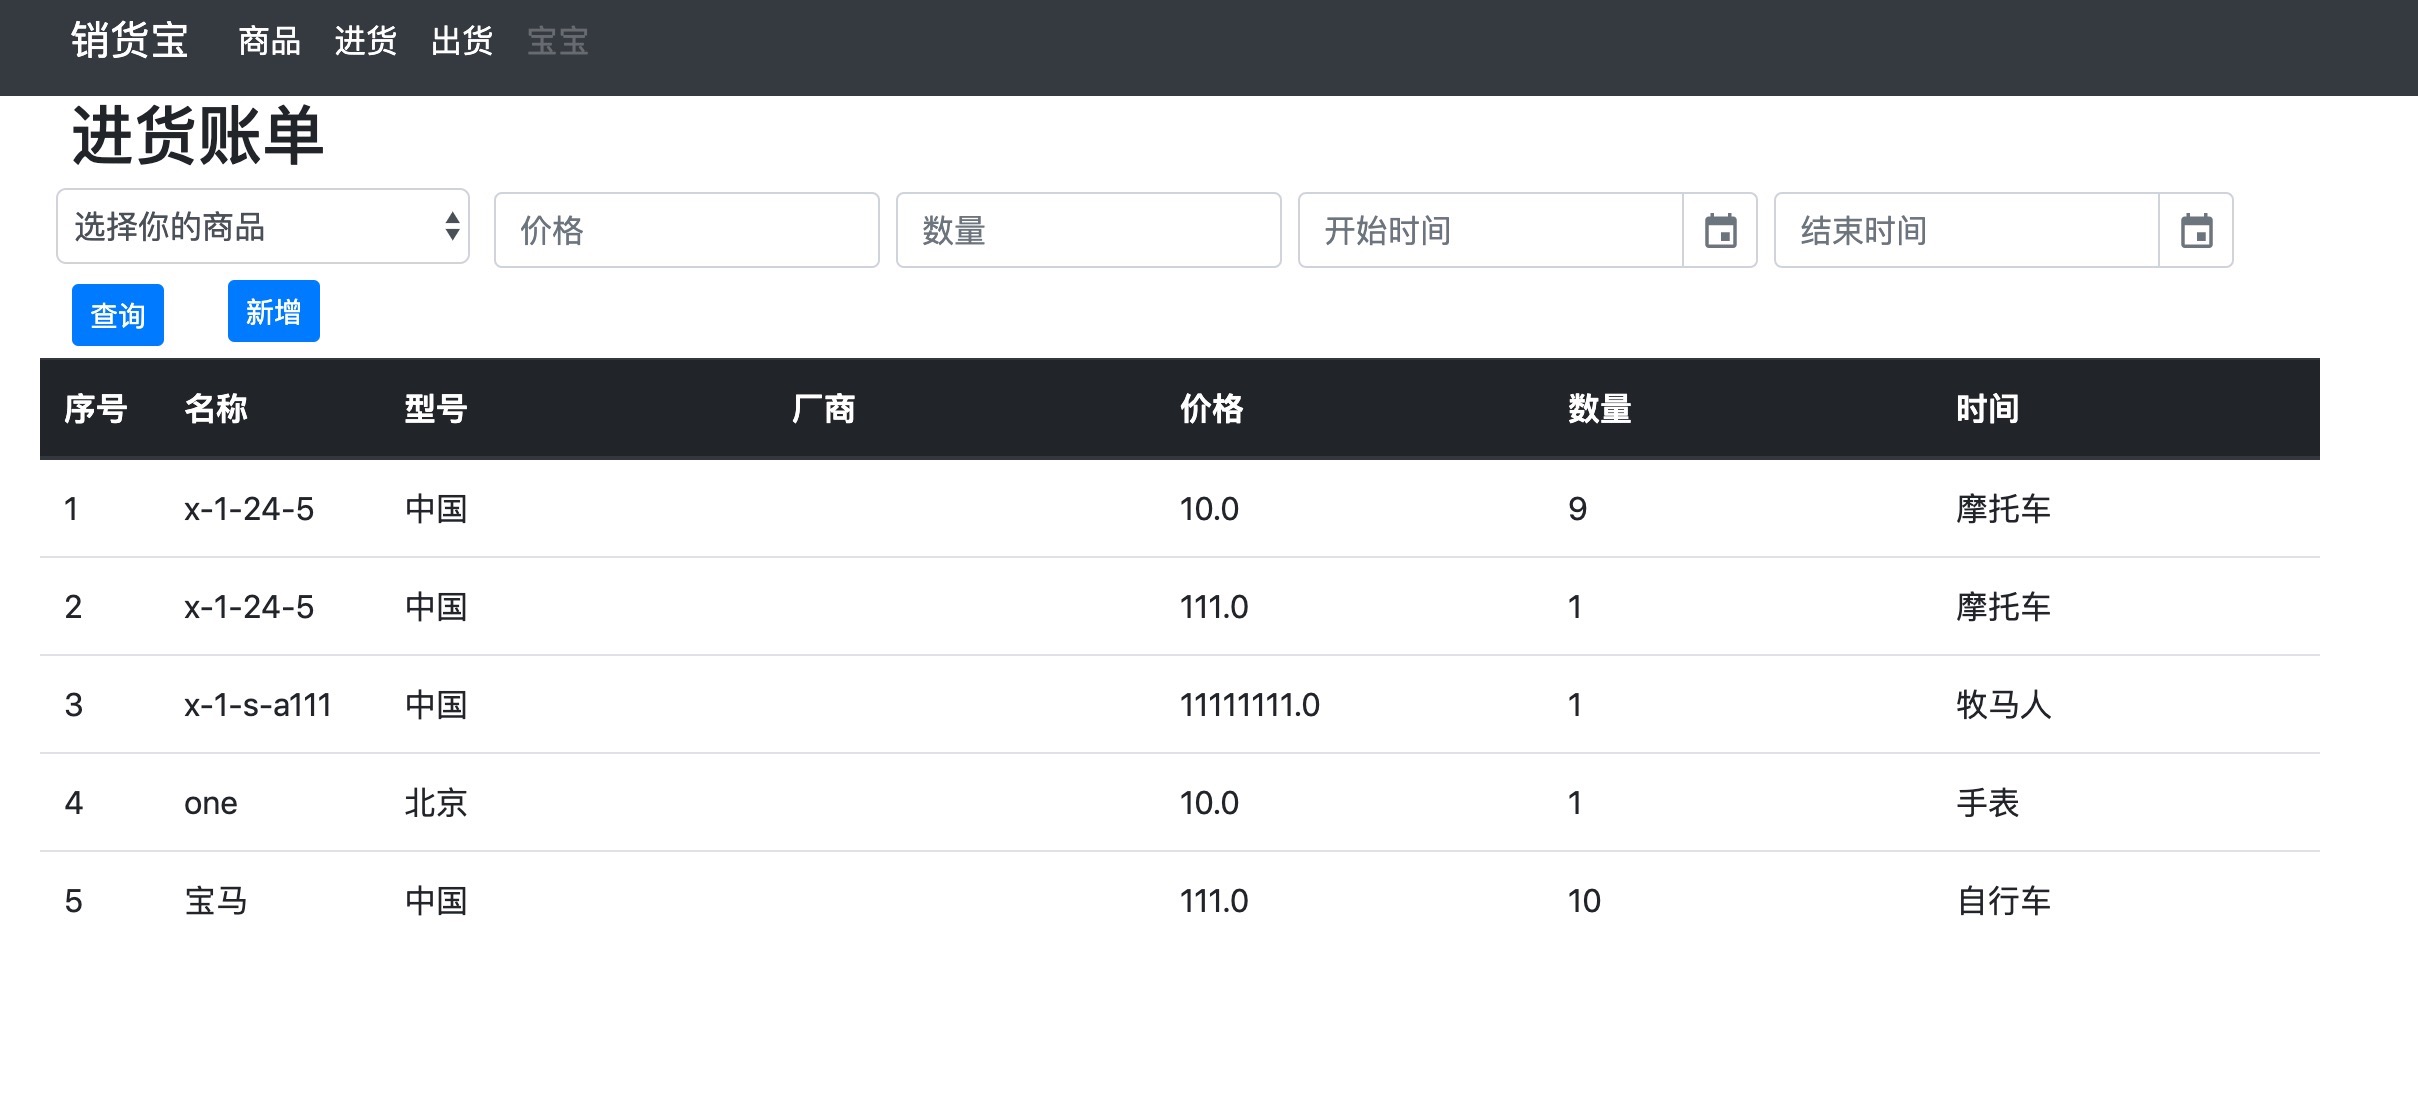 销货宝 商品 进货 出货 宝宝
进货账单
选择你的商品 价格 数量 开始时间 结束时间
查询 新增
序号 名称 型号 厂商 价格 数量 时间
1 x-1-24-5 中国 10.0 9 摩托车
2 x-1-24-5 中国 111.0 1 摩托车
3 x-1-s-a111 中国 11111111.0 1 牧马人
4 one 北京 10.0 1 手表
5 宝马 中国 111.0 10 自行车